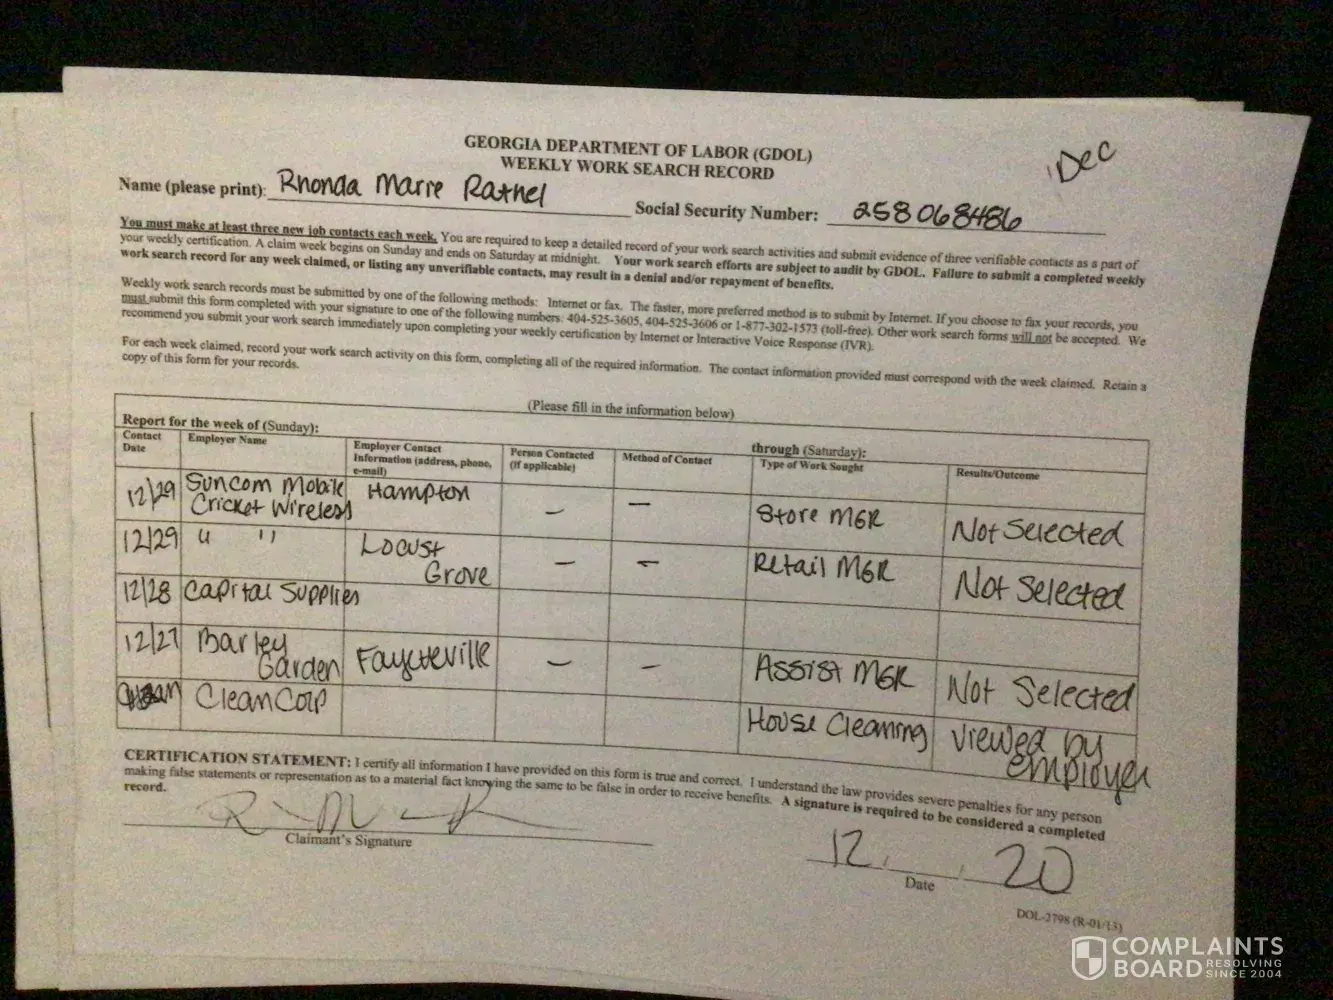 GEORGIA DEPARTMENT OF LABOR (GDOL)
WEEKLY WORK SEARCH RECORD
Dec
Name (please print): Rhonda Marie Rathel Social Security Number: 258068486
You must make at least three new job contacts each week. You are required to keep a detailed record of your work search activities and submit evidence of three verifiable contacts as a part of
your weekly certification. A claim week begins on Sunday and ends on Saturday at midnight. Your work search efforts are subject to audit by GDOL. Failure to submit a completed weekly
work search record for any week claimed, or listing any unverifiable contacts, may result in a denial and/or repayment of benefits.
Weekly work search records must be submitted by one of the following methods: Internet or fax. The faster, more preferred method is to submit by Internet. If you choose to fax your records, you
must submit this form completed with your signature to one of the following numbers: 404-525-3605, 404-525-3606 or 1-877-302-1573 (toll-free). Other work search forms will not be accepted. We
recommend you submit your work search immediately upon completing your weekly certification by Internet or Interactive Voice Response (IVR).
For each week claimed, record your work search activity on this form, completing all of the required information. The contact information provided must correspond with the week claimed. Retain a
copy of this form for your records.
(Please fill in the information below)
Report for the week of (Sunday): through (Saturday):
Contact Date Employer Name Employer Contact Information (address, phone, e-mail) Person Contacted (if applicable) Method of Contact Type of Work Sought Results/Outcome
12/29 Suncom Mobile Cricket Wireless Hampton — — Store MGR Not Selected
12/29 " " Locust Grove — — Retail MGR Not Selected
12/28 Capital Supplies
12/27 Barley Garden Fayetteville — — Assist MGR Not Selected
CleanCorp House Cleaning Viewed by employer
CERTIFICATION STATEMENT: I certify all information I have provided on this form is true and correct. I understand the law provides severe penalties for any person
making false statements or representation as to a material fact knowing the same to be false in order to receive benefits. A signature is required to be considered a completed
record.
Claimant's Signature
12. . 20
Date
DOL-2798 (R-01/13)
COMPLAINTS
BOARD RESOLVING SINCE 2004